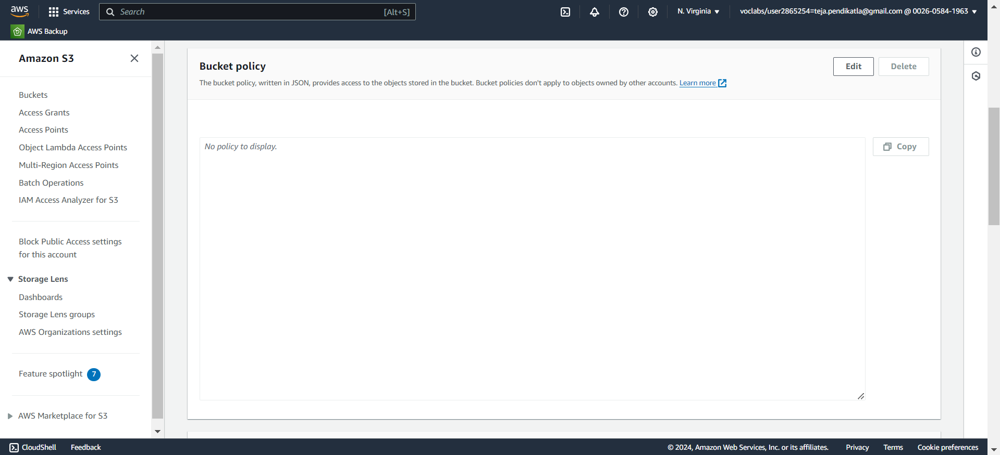 aws
Services
Search
[Alt+S]
N. Virginia
voclabs/user2865254=teja.pendikatla@gmail.com @ 0026-0584-1963
AWS Backup
Amazon S3
Buckets
Access Grants
Access Points
Object Lambda Access Points
Multi-Region Access Points
Batch Operations
IAM Access Analyzer for S3
Block Public Access settings
for this account
Storage Lens
Dashboards
Storage Lens groups
AWS Organizations settings
Feature spotlight 7
AWS Marketplace for S3
Bucket policy
Edit
Delete
The bucket policy, written in JSON, provides access to the objects stored in the bucket. Bucket policies don't apply to objects owned by other accounts. Learn more
No policy to display.
Copy
CloudShell
Feedback
© 2024, Amazon Web Services, Inc. or its affiliates.
Privacy
Terms
Cookie preferences